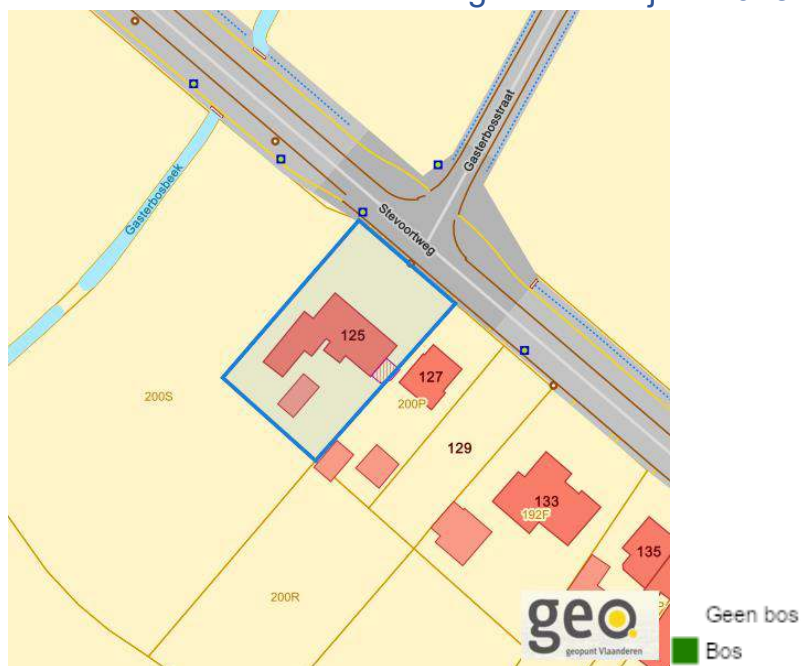 Gasterbosstraat
Gasterbosbeek
Stevoortweg
125
127
200S
200P
129
133
192F
135
200R
geo
geopunt Vlaanderen
Geen bos
Bos